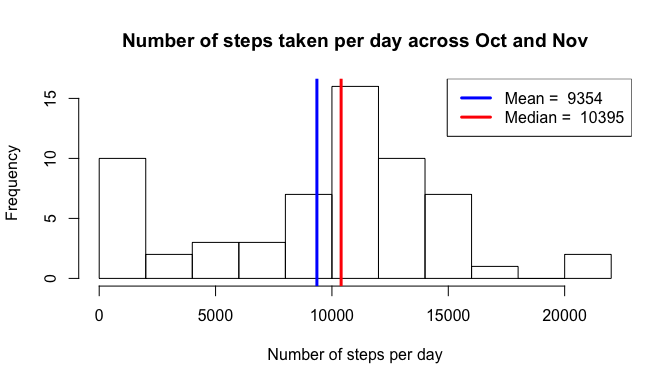 Number of steps taken per day across Oct and Nov
Mean =  9354
Median =  10395
Frequency
15
10
5
0
0 5000 10000 15000 20000
Number of steps per day